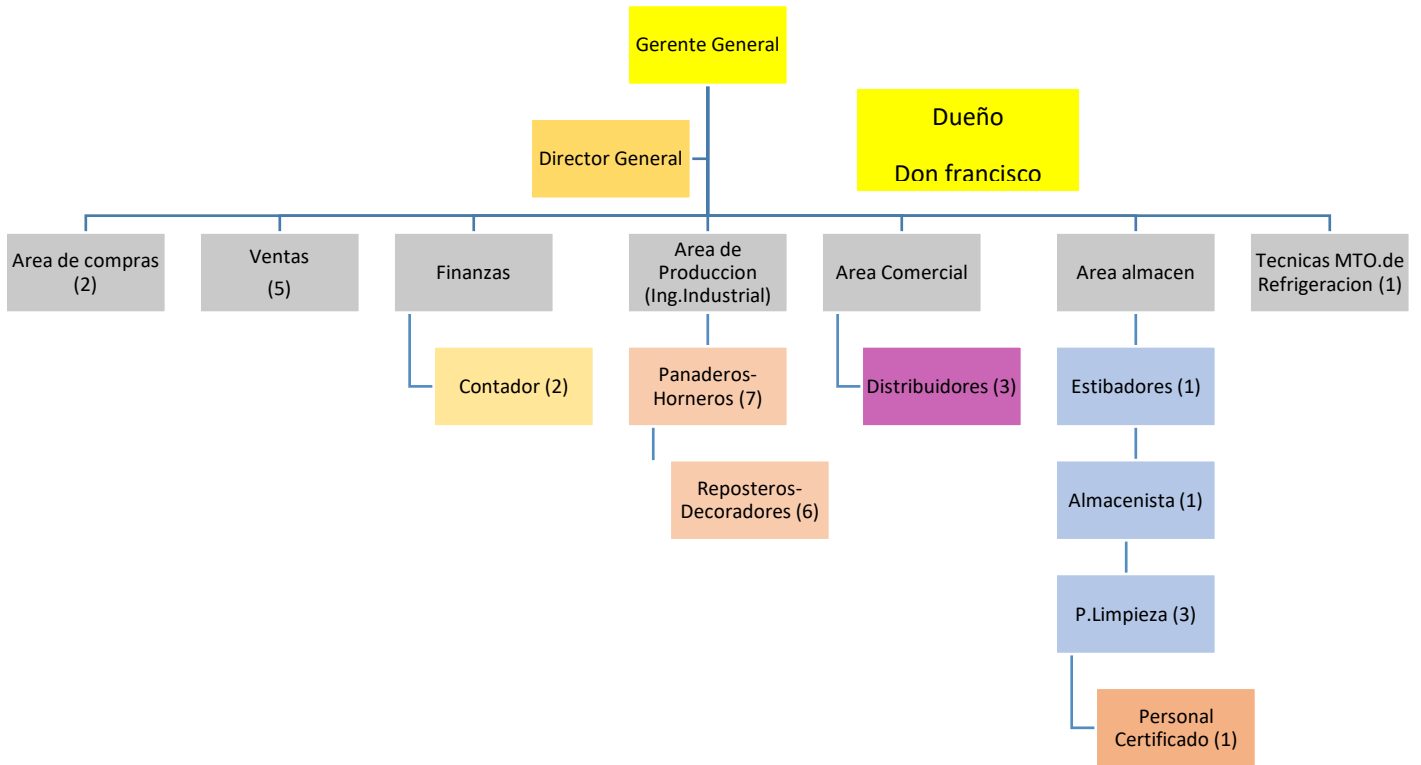 Gerente General
Dueño
Don francisco
Director General
Area de compras
(2)
Ventas
(5)
Finanzas
Area de
Produccion
(Ing.Industrial)
Area Comercial
Area almacen
Tecnicas MTO.de
Refrigeracion (1)
Contador (2)
Panaderos-
Horneros (7)
Distribuidores (3)
Estibadores (1)
Reposteros-
Decoradores (6)
Almacenista (1)
P.Limpieza (3)
Personal
Certificado (1)